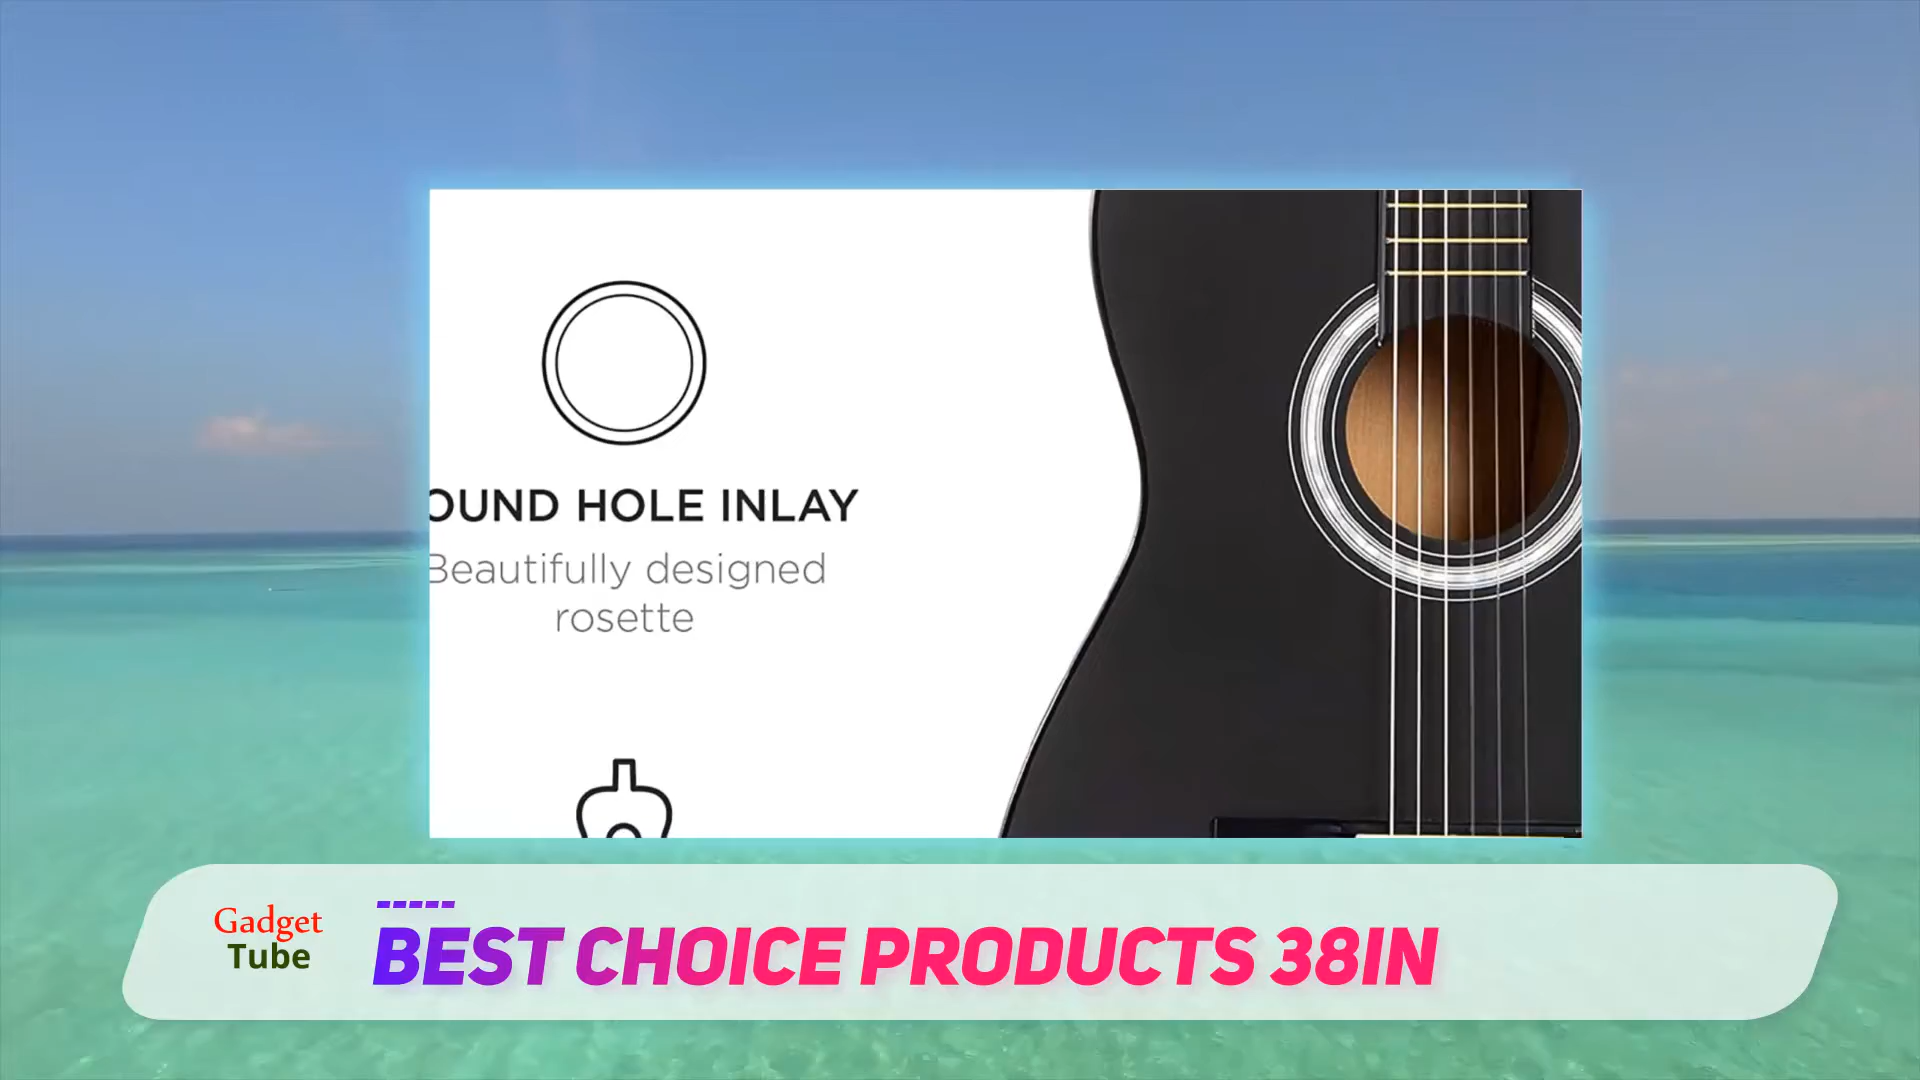 OUND HOLE INLAY
Beautifully designed
rosette
Gadget
Tube
BEST CHOICE PRODUCTS 38IN